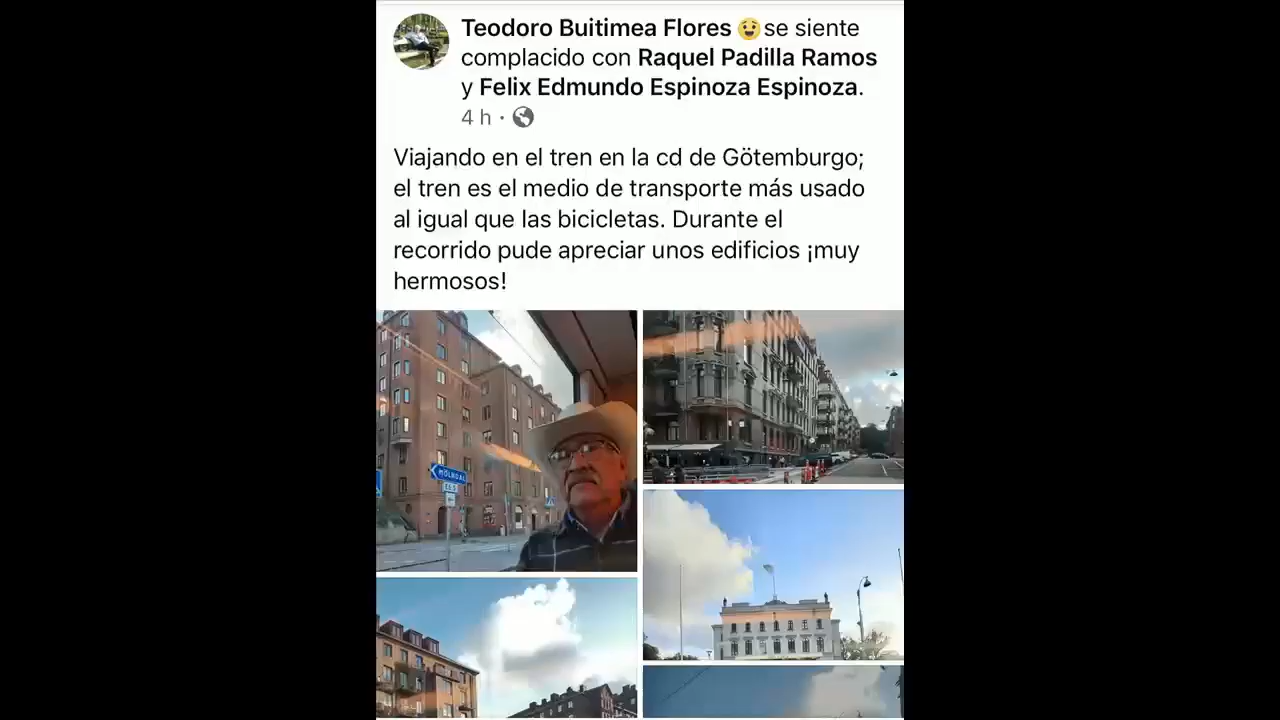 Teodoro Buitimea Flores 😮 se siente
complacido con Raquel Padilla Ramos
y Felix Edmundo Espinoza Espinoza.
4 h ·
Viajando en el tren en la cd de Götemburgo;
el tren es el medio de transporte más usado
al igual que las bicicletas. Durante el
recorrido pude apreciar unos edificios ¡muy
hermosos!
MÖLNDAL